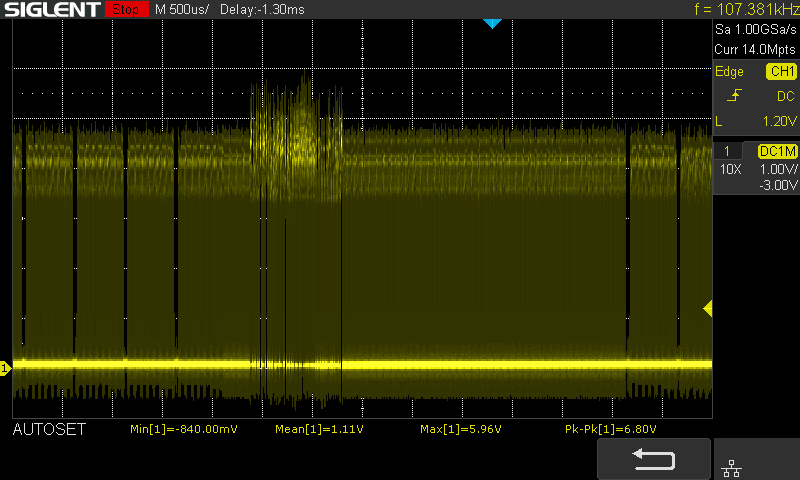 SIGLENT Stop M 500us/ Delay:-1.30ms f = 107.381kHz
Sa 1.00GSa/s
Curr 14.0Mpts
Edge CH1
DC
L 1.20V
1 DC1M
10X 1.00V/
-3.00V
1
AUTOSET Min[1]=-840.00mV Mean[1]=1.11V Max[1]=5.96V Pk-Pk[1]=6.80V